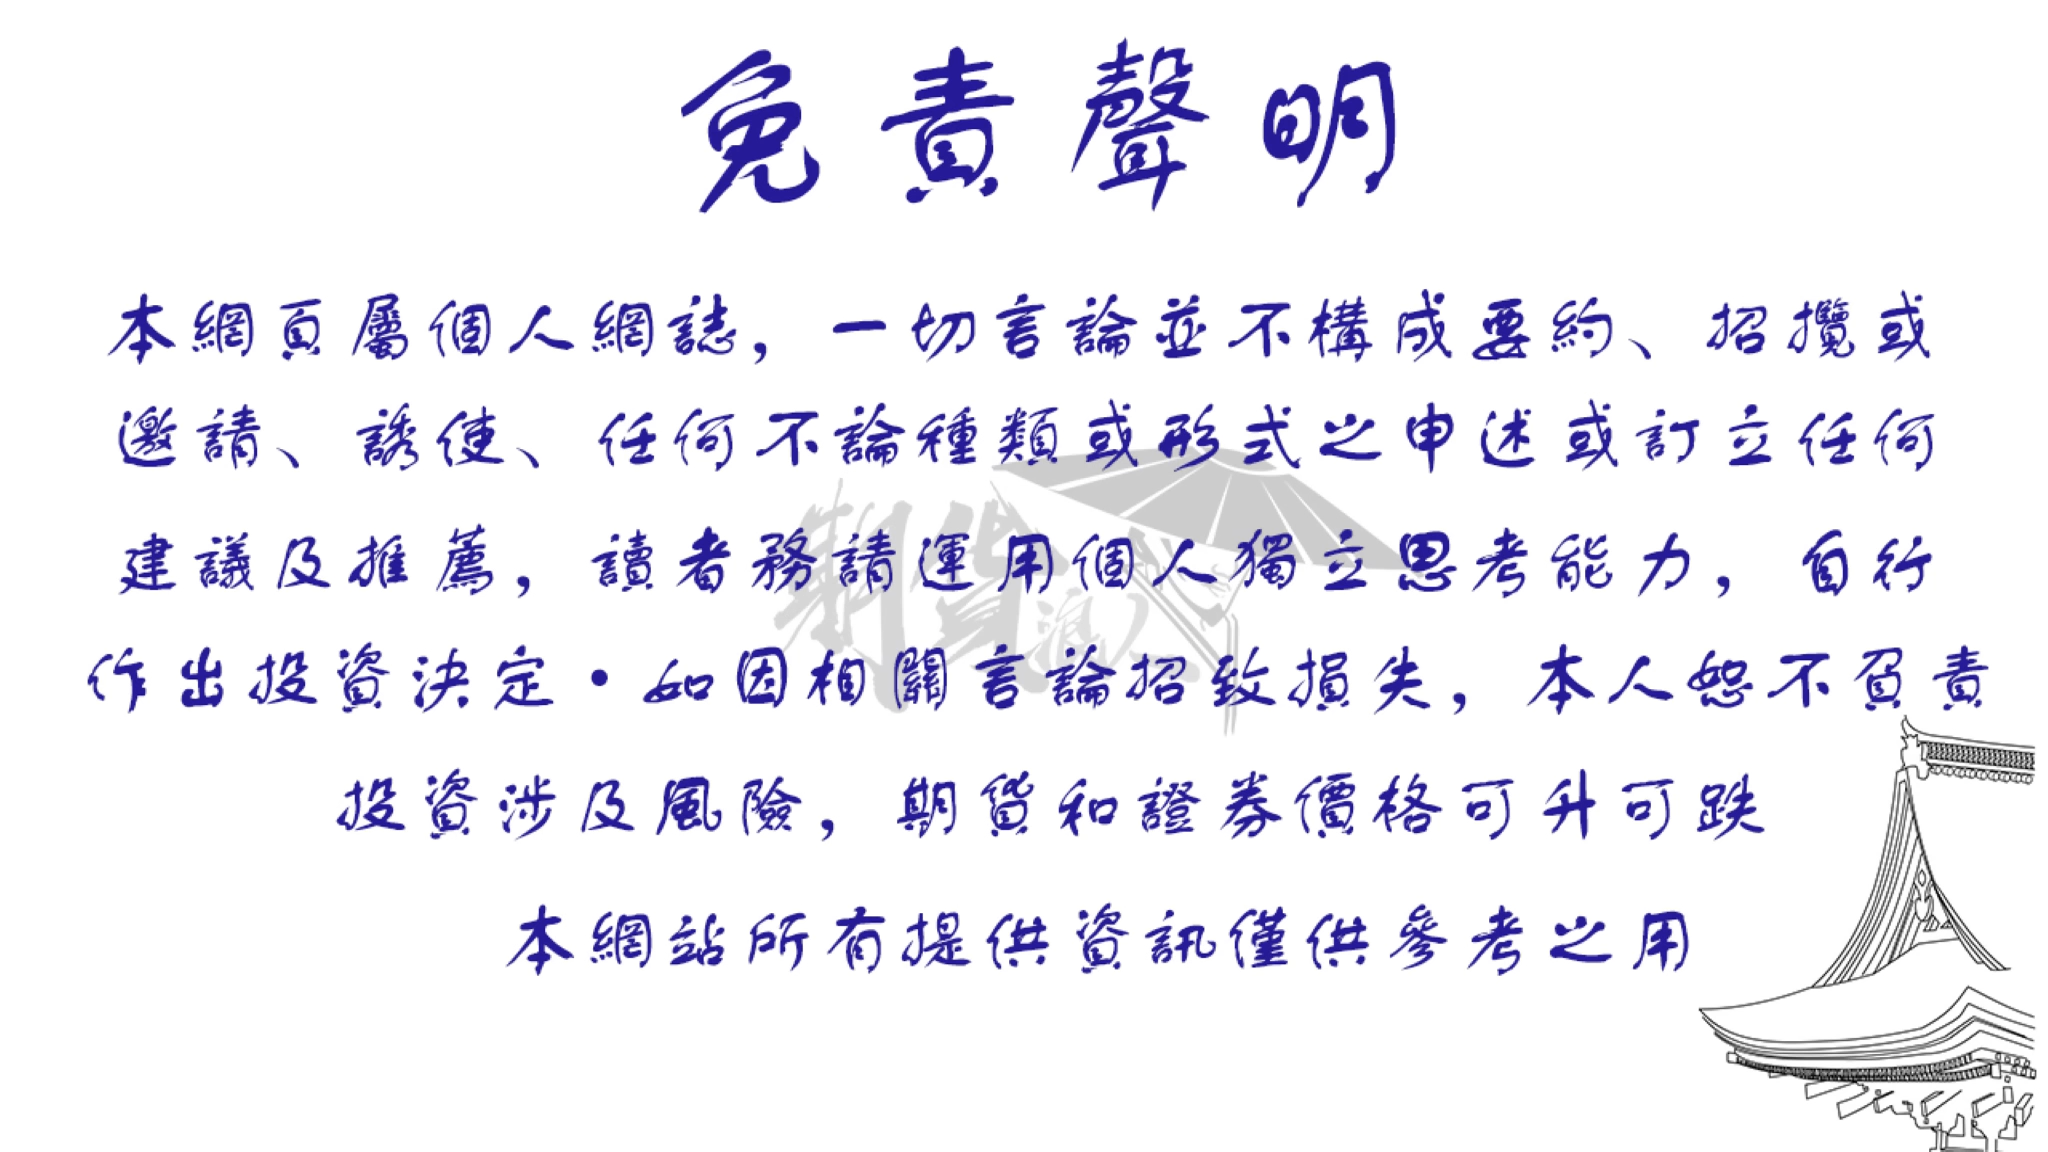 免責聲明
本網頁屬個人網誌，一切言論並不構成要約、招攬或
邀請、誘使、任何不論種類或形式之申述或訂立任何
建議及推薦，讀者務請運用個人獨立思考能力，自行
作出投資決定·如因相關言論招致損失，本人恕不負責
投資涉及風險，期貨和證券價格可升可跌
本網站所有提供資訊僅供參考之用
期貨浪人